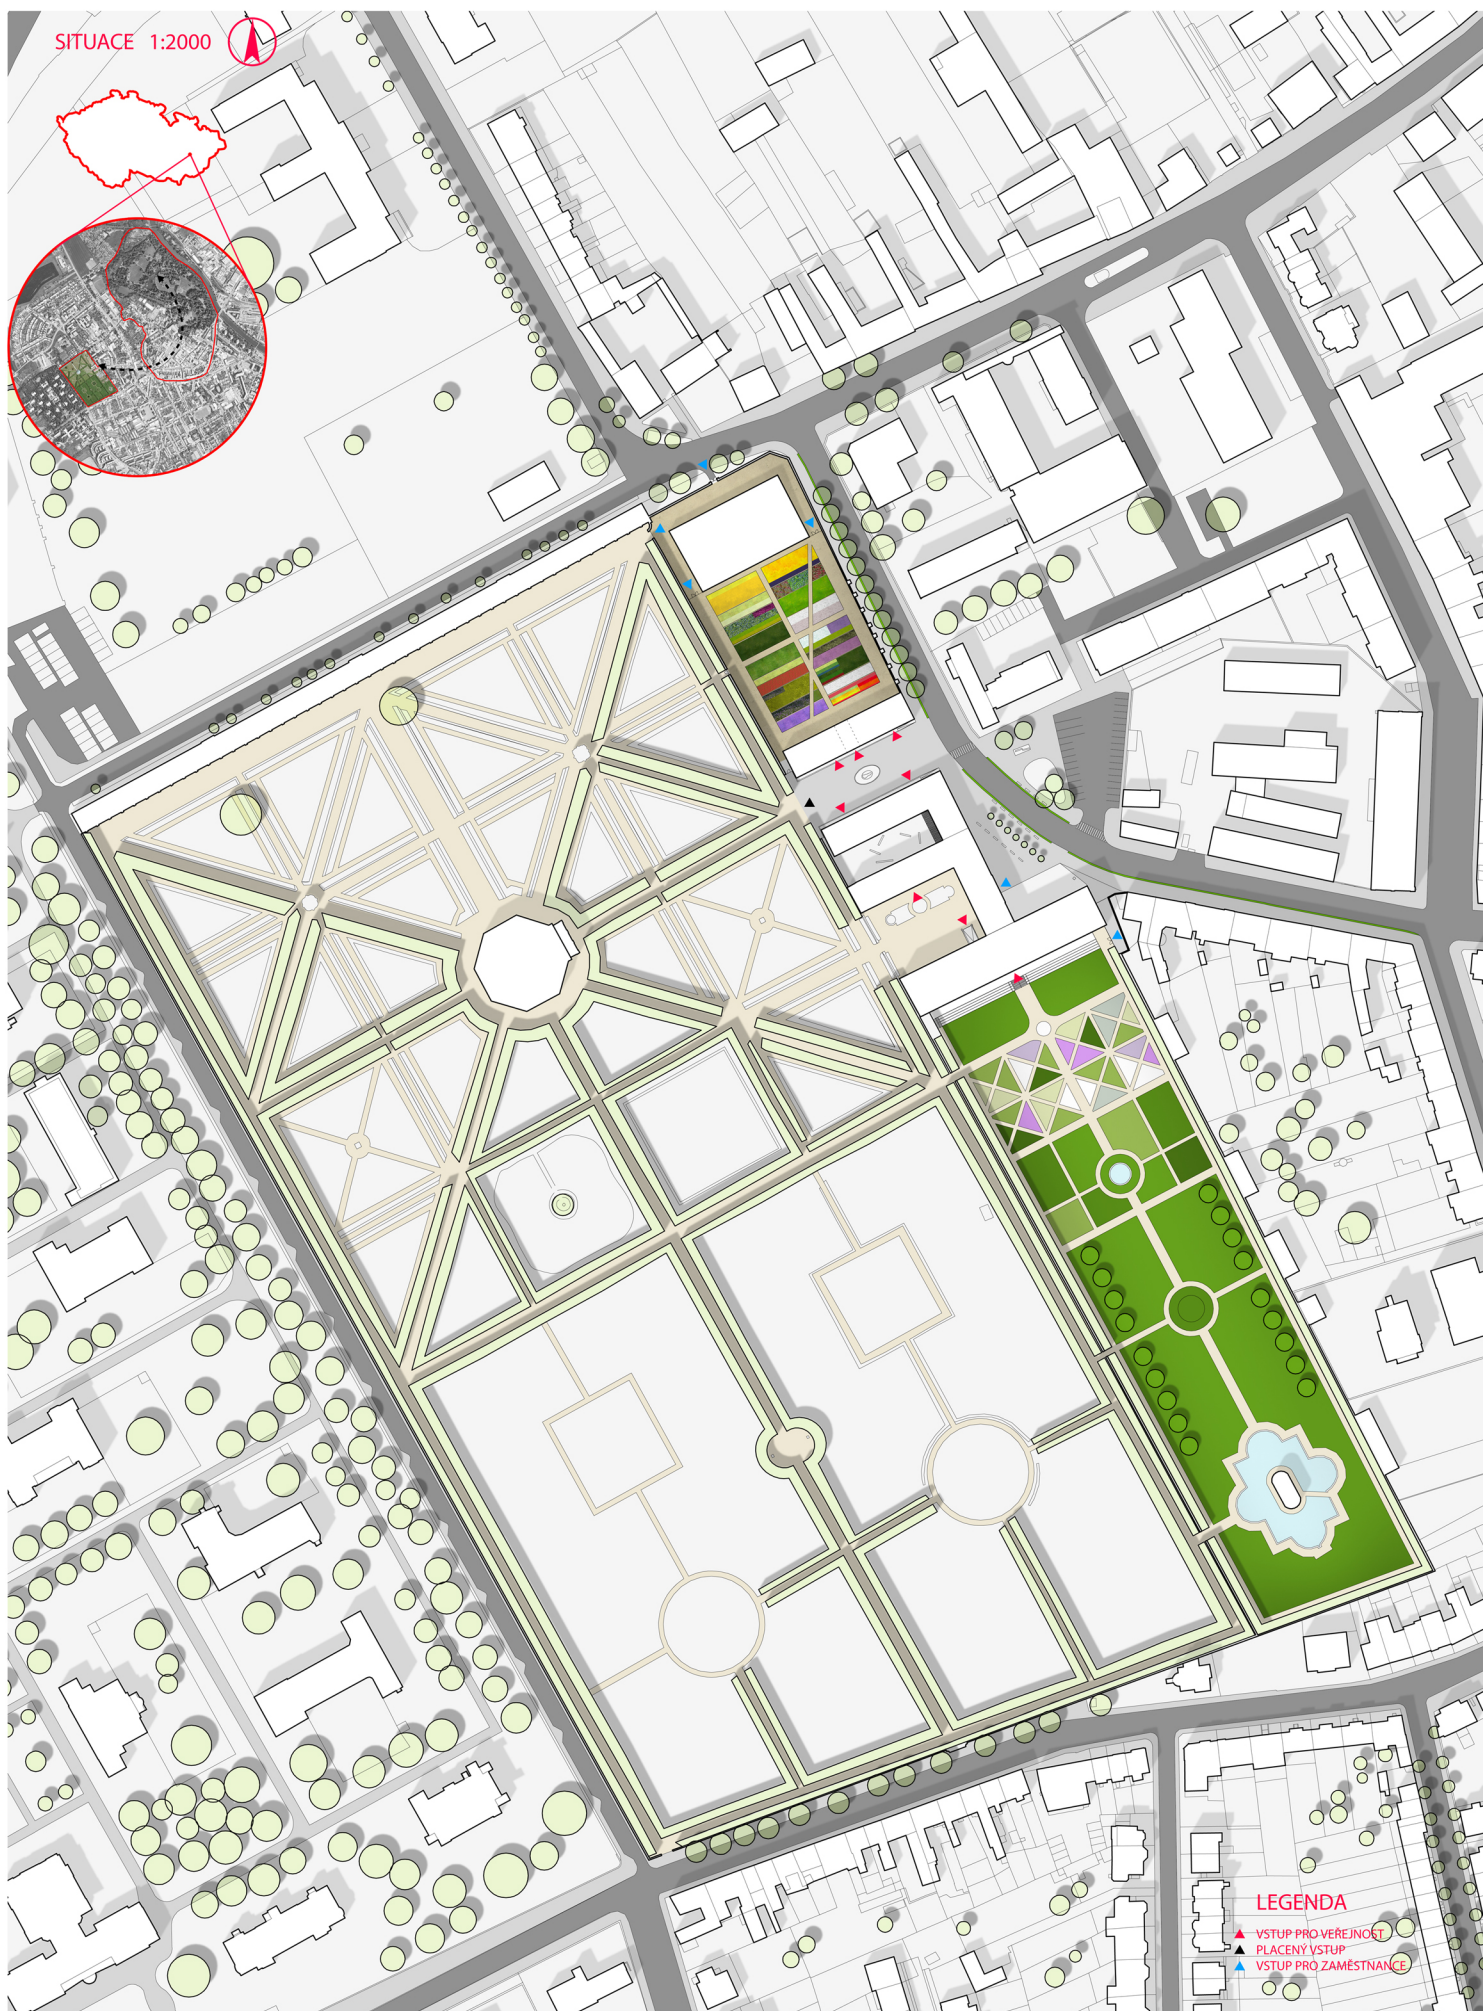 SITUACE 1:2000
LEGENDA
VSTUP PRO VEŘEJNOST
PLACENÝ VSTUP
VSTUP PRO ZAMĚSTNANCE